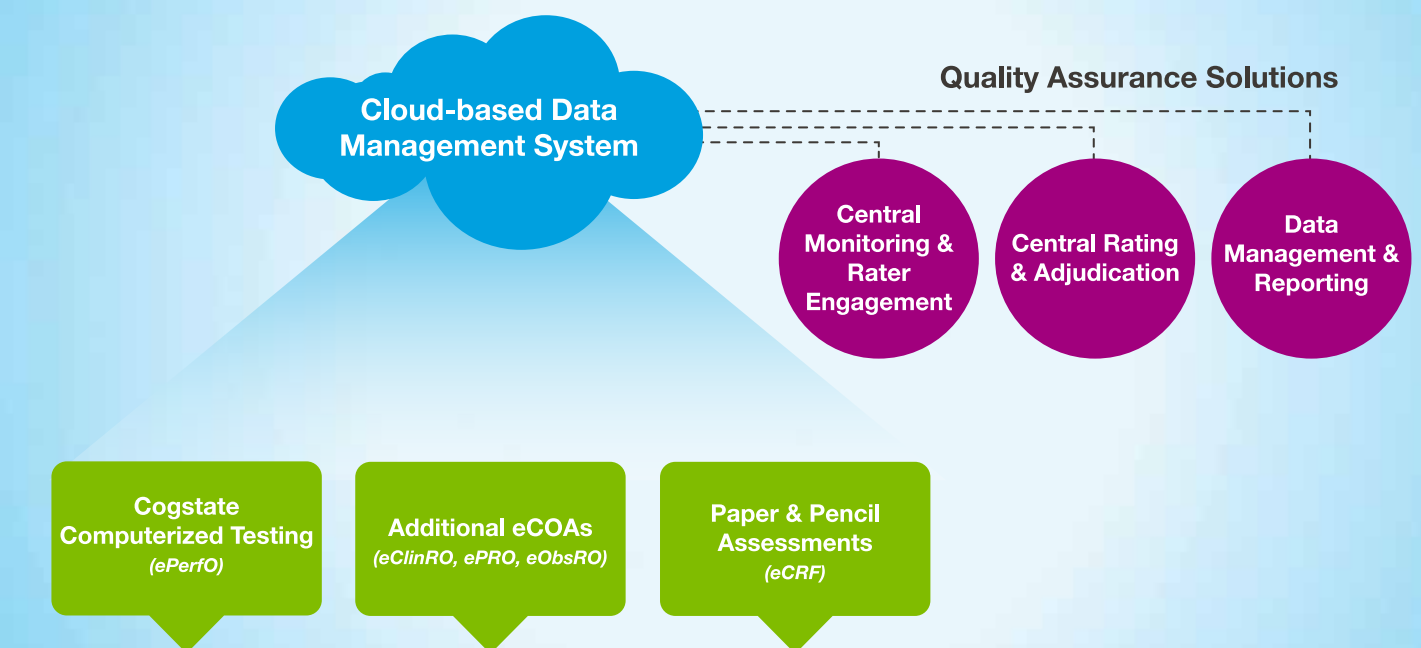 Cloud-based Data
Management System
Quality Assurance Solutions
Central
Monitoring &
Rater
Engagement
Central Rating
& Adjudication
Data
Management &
Reporting
Cogstate
Computerized Testing
(ePerfO)
Additional eCOAs
(eClinRO, ePRO, eObsRO)
Paper & Pencil
Assessments
(eCRF)